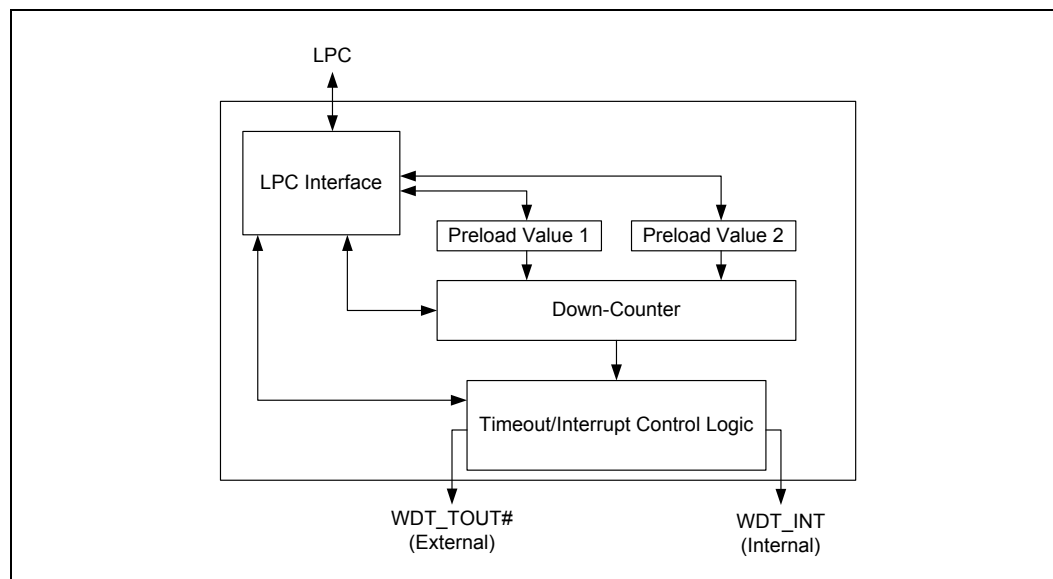 LPC
LPC Interface
Preload Value 1
Preload Value 2
Down-Counter
Timeout/Interrupt Control Logic
WDT_TOUT#
(External)
WDT_INT
(Internal)